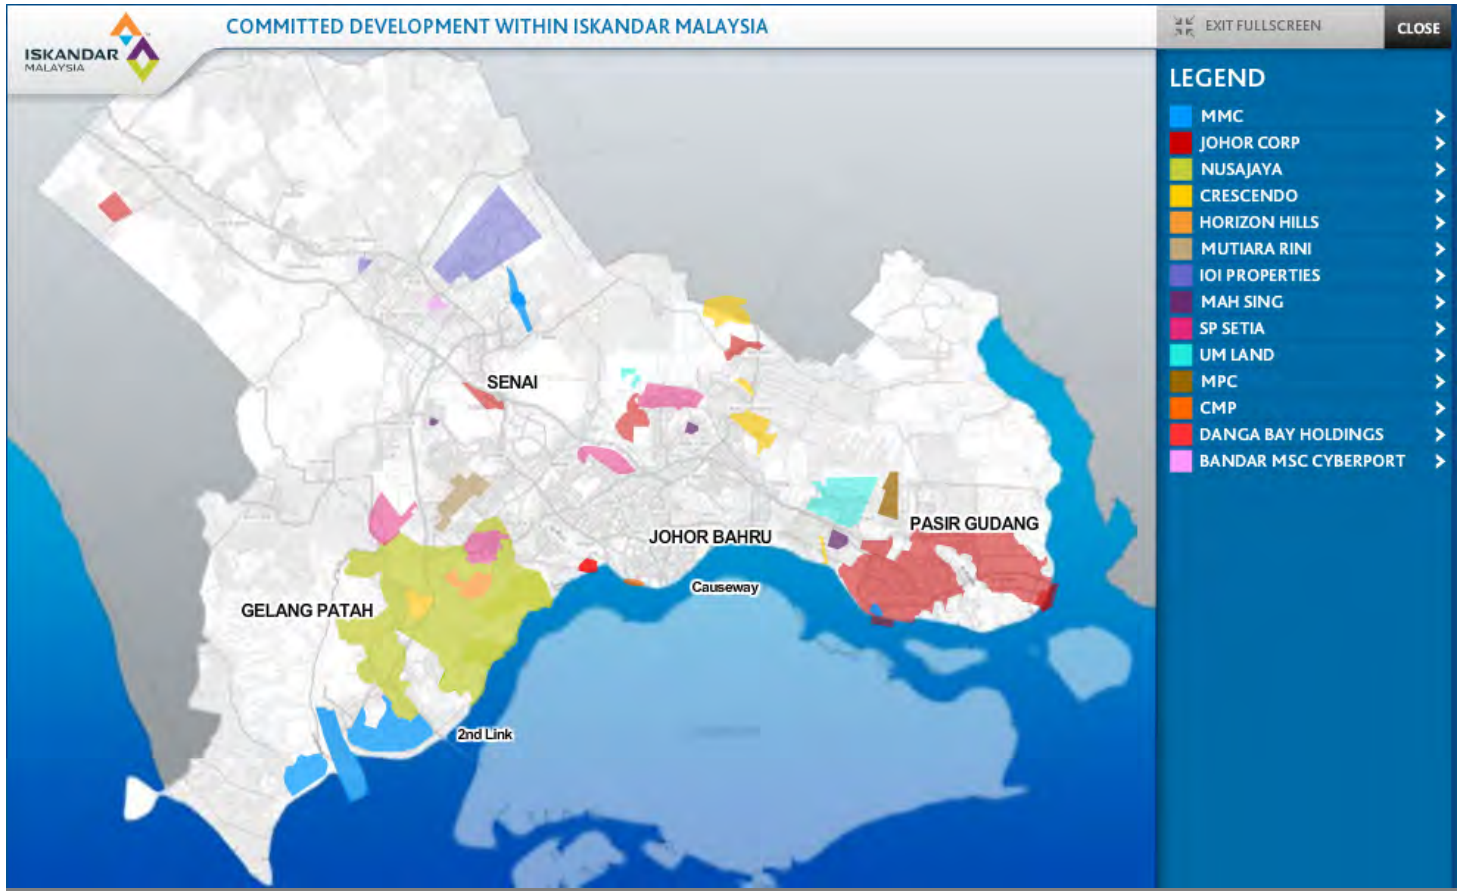 ISKANDAR
MALAYSIA
COMMITTED DEVELOPMENT WITHIN ISKANDAR MALAYSIA
EXIT FULLSCREEN
CLOSE
LEGEND
MMC
JOHOR CORP
NUSAJAYA
CRESCENDO
HORIZON HILLS
MUTIARA RINI
IOI PROPERTIES
MAH SING
SP SETIA
UM LAND
MPC
CMP
DANGA BAY HOLDINGS
BANDAR MSC CYBERPORT
SENAI
PASIR GUDANG
JOHOR BAHRU
Causeway
GELANG PATAH
2nd Link